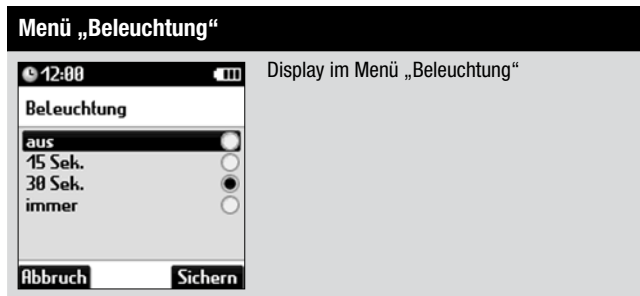 Menü „Beleuchtung“
12:00
Display im Menü „Beleuchtung“
Beleuchtung
aus
15 Sek.
30 Sek.
immer
Abbruch Sichern